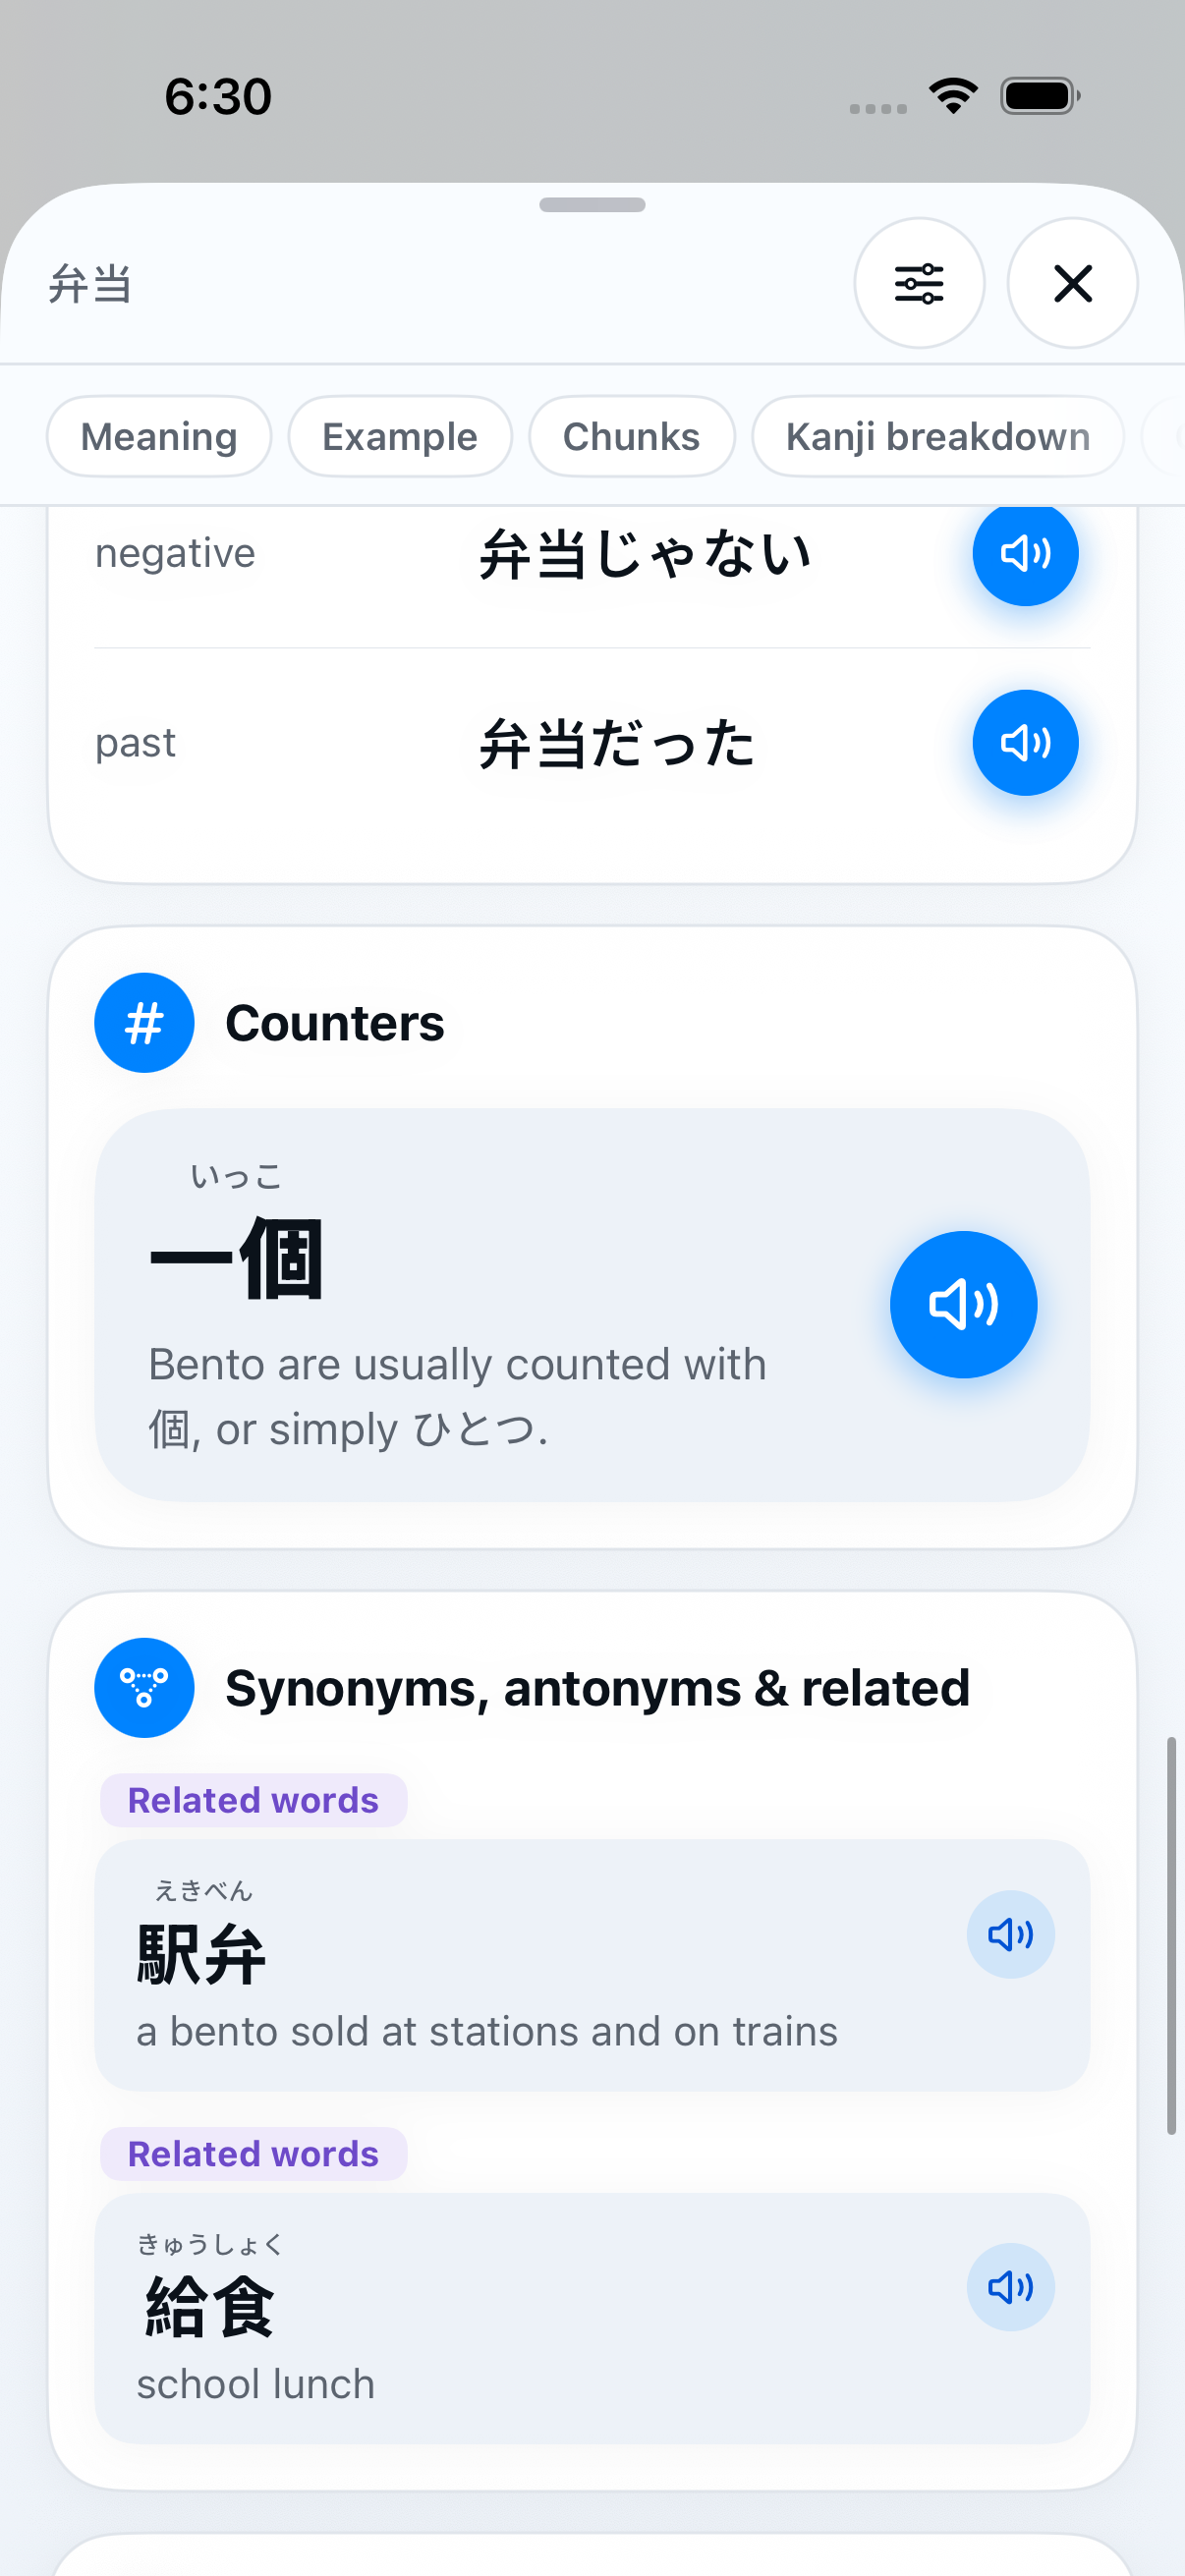 6:30
弁当
Meaning
Example
Chunks
Kanji breakdown
negative
弁当じゃない
past
弁当だった
# Counters
いっこ
一個
Bento are usually counted with
個, or simply ひとつ.
Synonyms, antonyms & related
Related words
えきべん
駅弁
a bento sold at stations and on trains
Related words
きゅうしょく
給食
school lunch